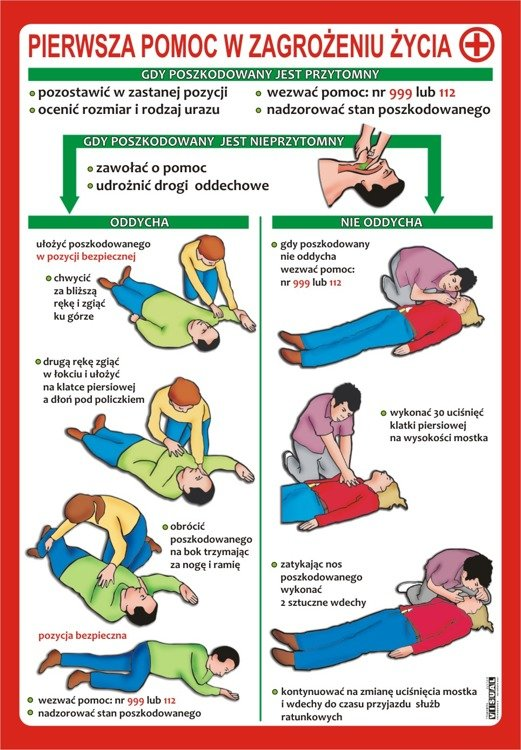 PIERWSZA POMOC W ZAGROŻENIU ŻYCIA
GDY POSZKODOWANY JEST PRZYTOMNY
• pozostawić w zastanej pozycji
• ocenić rozmiar i rodzaj urazu
• wezwać pomoc: nr 999 lub 112
• nadzorować stan poszkodowanego
GDY POSZKODOWANY JEST NIEPRZYTOMNY
• zawołać o pomoc
• udrożnić drogi oddechowe
ODDYCHA
ułożyć poszkodowanego
w pozycji bezpiecznej
• chwycić
za bliższą
rękę i zgiąć
ku górze
• drugą rękę zgiąć
w łokciu i ułożyć
na klatce piersiowej
a dłoń pod policzkiem
• obrócić
poszkodowanego
na bok trzymając
za nogę i ramię
pozycja bezpieczna
• wezwać pomoc: nr 999 lub 112
• nadzorować stan poszkodowanego
NIE ODDYCHA
• gdy poszkodowany
nie oddycha
wezwać pomoc:
nr 999 lub 112
• wykonać 30 uciśnięć
klatki piersiowej
na wysokości mostka
• zatykając nos
poszkodowanego
wykonać
2 sztuczne wdechy
• kontynuować na zmianę uciśnięcia mostka
i wdechy do czasu przyjazdu służb
ratunkowych
VISUAL